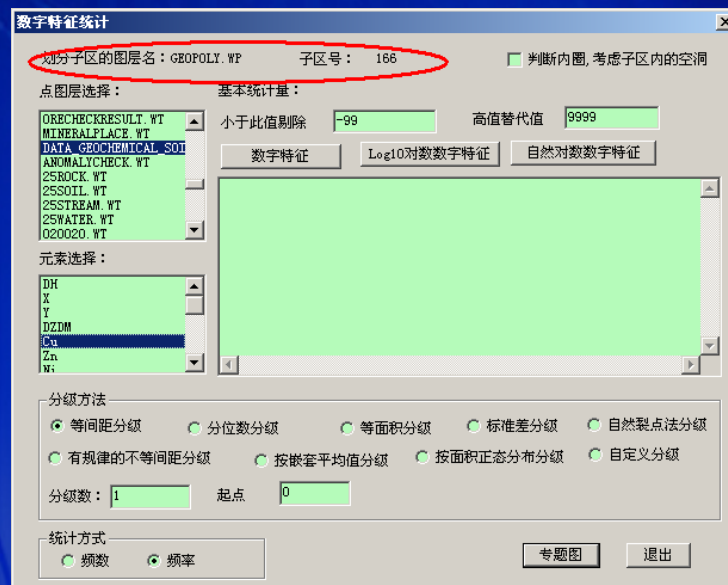 数字特征统计
划分子区的图层名：GEOPOLY.WP 子区号： 166
判断内圈,考虑子区内的空洞
点图层选择：
基本统计量：
ORECHECKRESULT.WT
MINERALPLACE.WT
DATA_GEOCHEMICAL_SOI
ANOMALYCHECK.WT
25ROCK.WT
25SOIL.WT
25STREAM.WT
25WATER.WT
020020.WT
小于此值剔除 -99 高值替代值 9999
数字特征 Log10对数数字特征 自然对数数字特征
元素选择：
DH
X
Y
DZDM
Cu
Zn
Ni
分级方法
等间距分级 分位数分级 等面积分级 标准差分级 自然裂点法分级
有规律的不等间距分级 按嵌套平均值分级 按面积正态分布分级 自定义分级
分级数： 1 起点 0
统计方式
频数 频率
专题图 退出